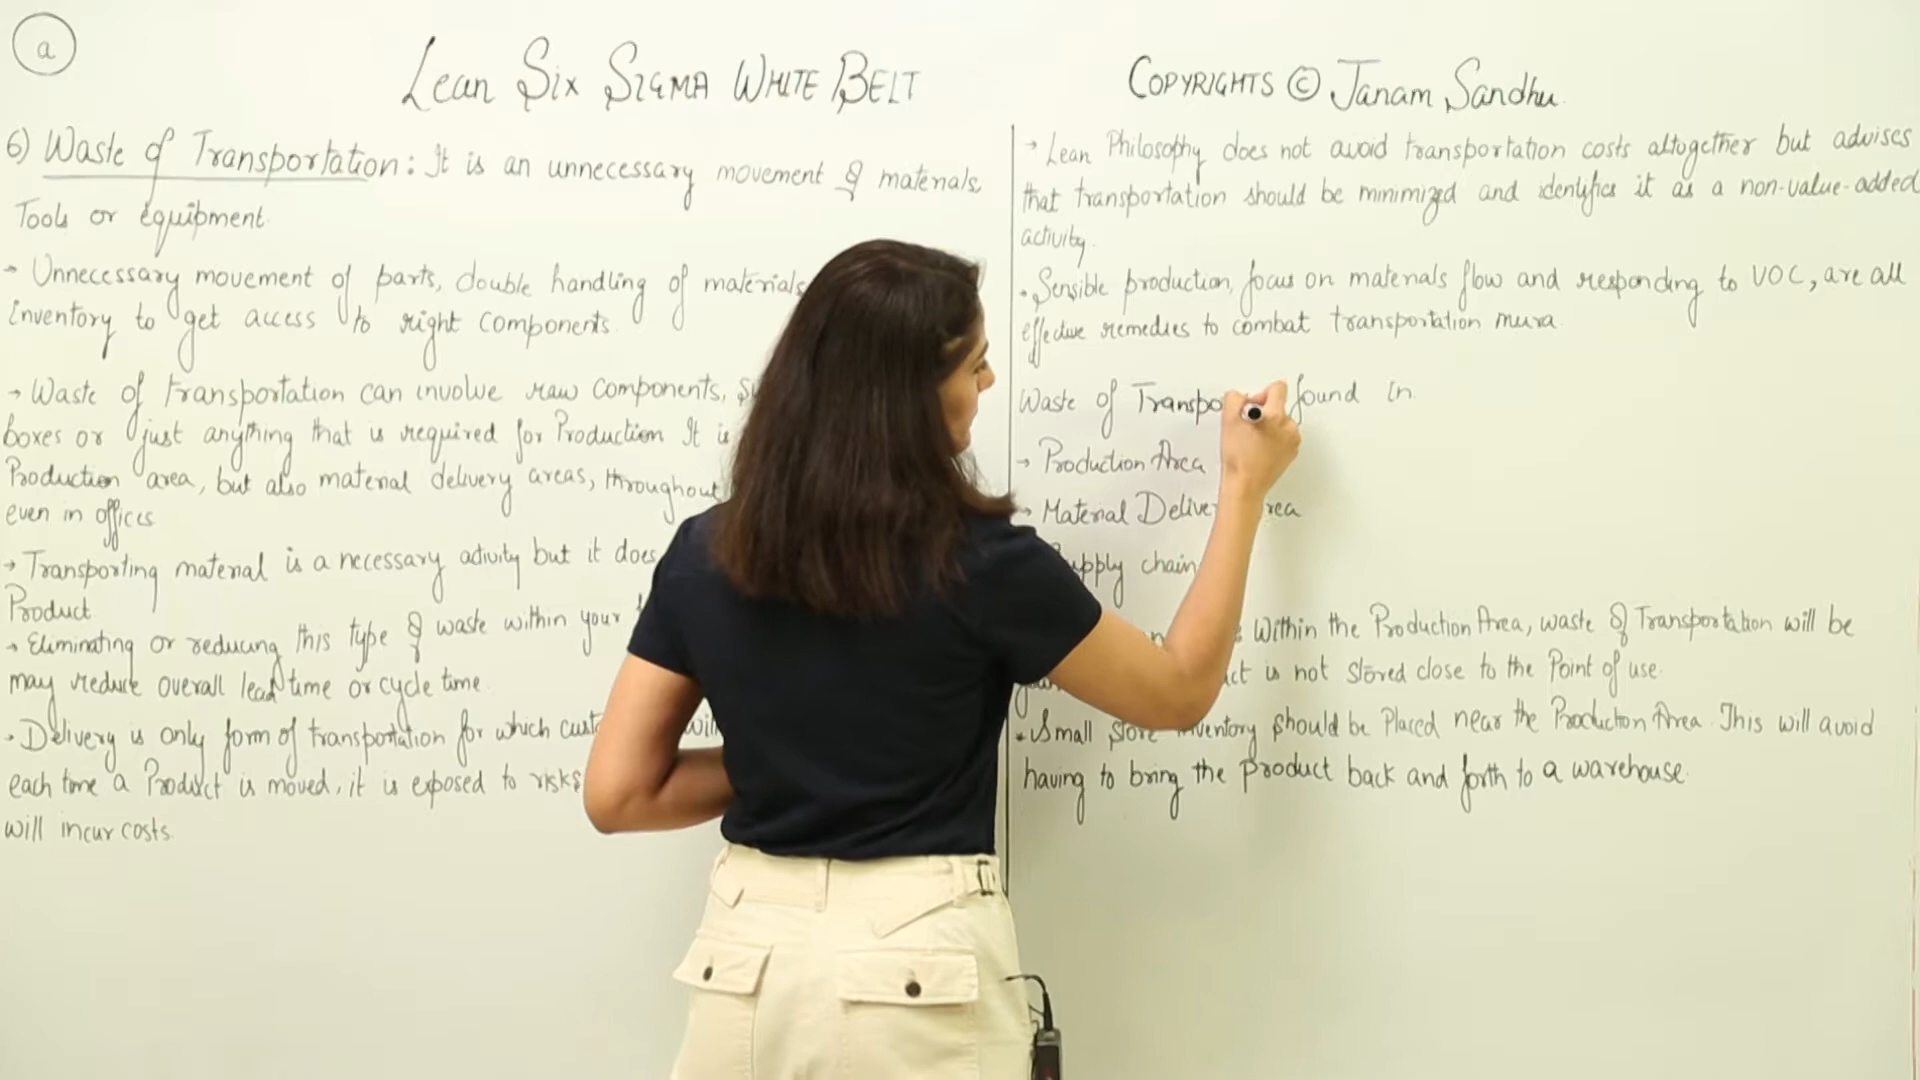 a
Lean Six SIGMA WHITE BELT
COPYRIGHTS © Janam Sandhu
6) Waste of Transportation: It is an unnecessary movement of materials,
Tools or equipment.
→ Unnecessary movement of parts, double handling of materials
inventory to get access to right components.
→ Waste of transportation can involve raw components,
boxes or just anything that is required for Production It is
Production area, but also material delivery areas, throughout
even in offices
→ Transporting material is a necessary activity but it does
Product
→ Eliminating or reducing this type of waste within your
may reduce overall lead time or cycle time
• Delivery is only form of transportation for which
each time a Product is moved, it is exposed to risks
will incur costs.
→ Lean Philosophy does not avoid transportation costs altogether but advises
that transportation should be minimized and identifies it as a non-value-added
activity.
• Sensible production, focus on materials flow and responding to VOC, are all
effective remedies to combat transportation mura.
Waste of found in
→ Production Area
→ Material
chain
Within the Production Area, waste of Transportation will be
is not stored close to the Point of use.
• Small store inventory should be Placed near the Production Area. This will avoid
having to bring the product back and forth to a warehouse.